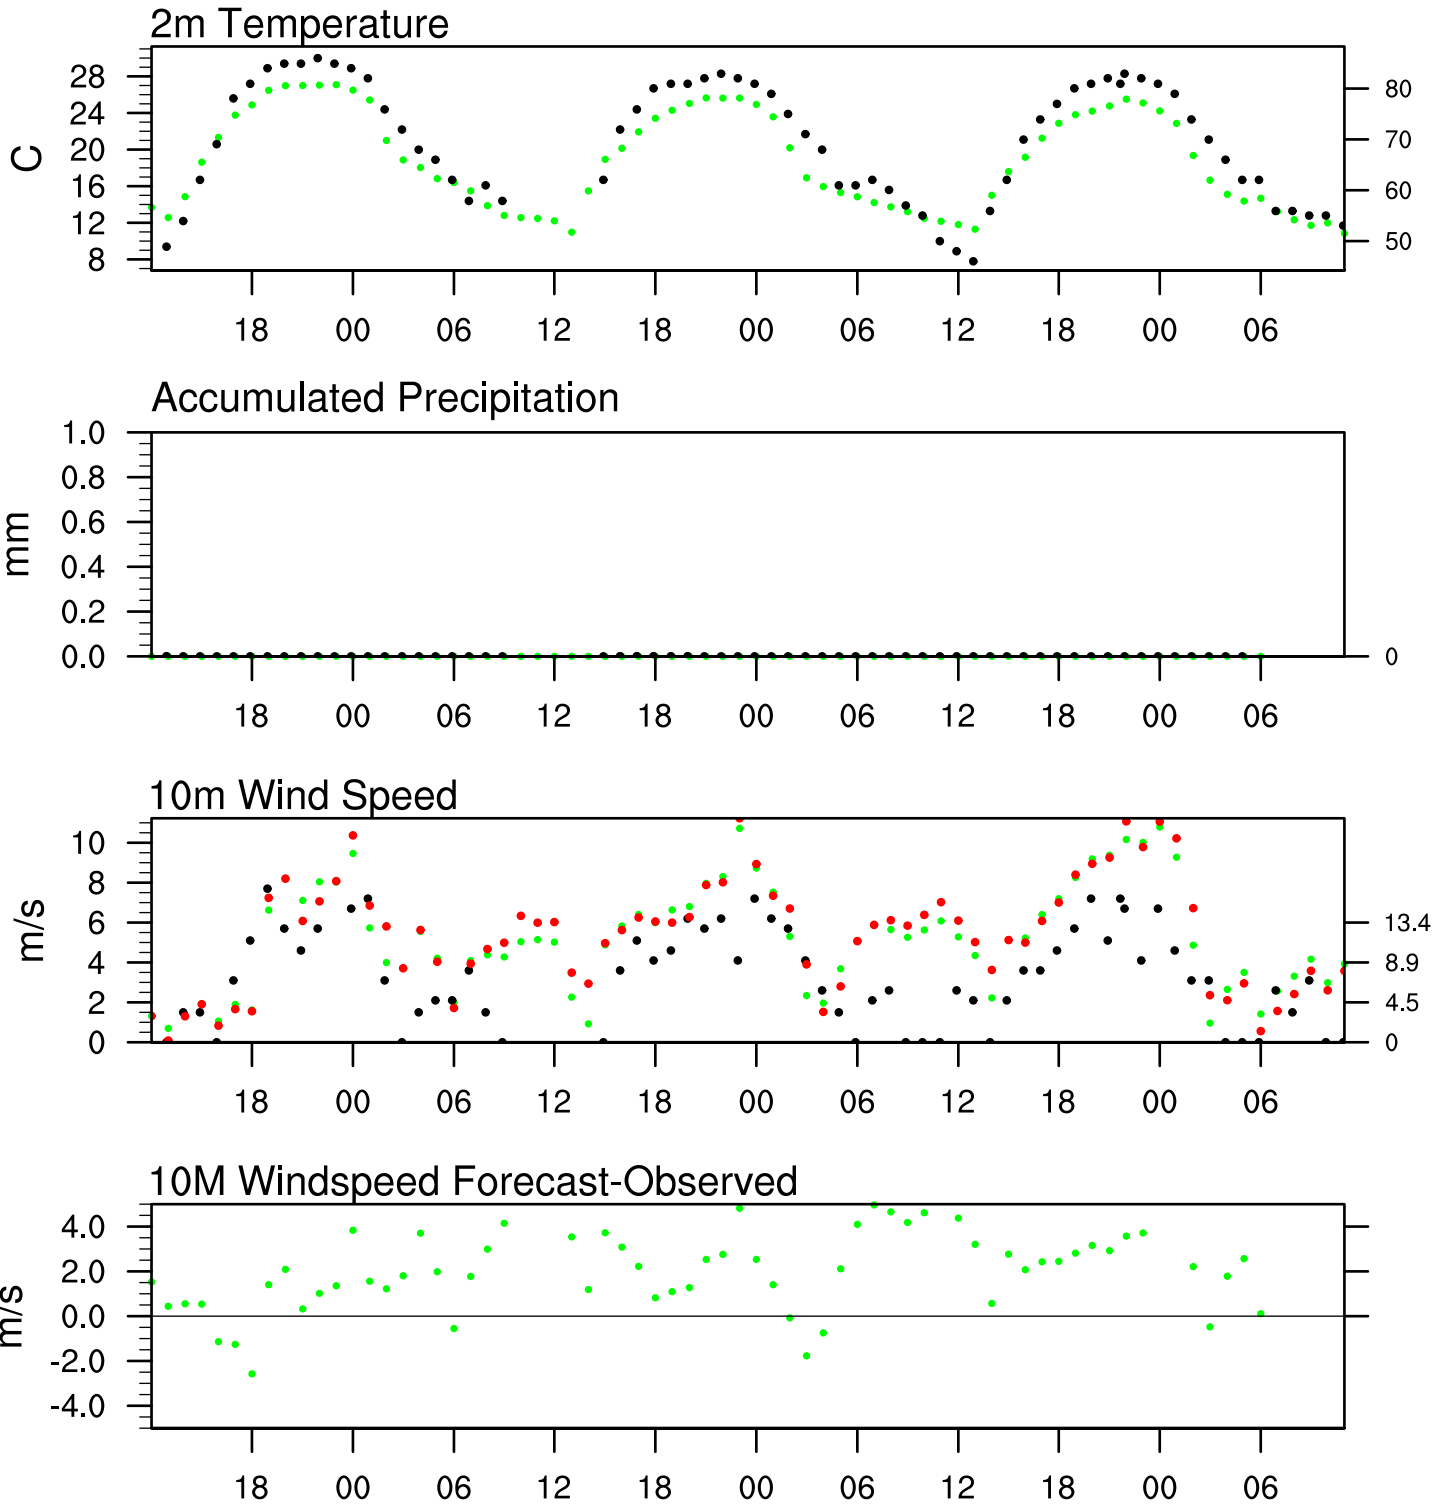 2m Temperature
28
24
20
16
12
8
C
80
70
60
50
18 00 06 12 18 00 06 12 18 00 06
Accumulated Precipitation
1.0
0.8
0.6
0.4
0.2
0.0
mm
0
18 00 06 12 18 00 06 12 18 00 06
10m Wind Speed
10
8
6
4
2
0
m/s
13.4
8.9
4.5
0
18 00 06 12 18 00 06 12 18 00 06
10M Windspeed Forecast-Observed
4.0
2.0
0.0
-2.0
-4.0
m/s
18 00 06 12 18 00 06 12 18 00 06